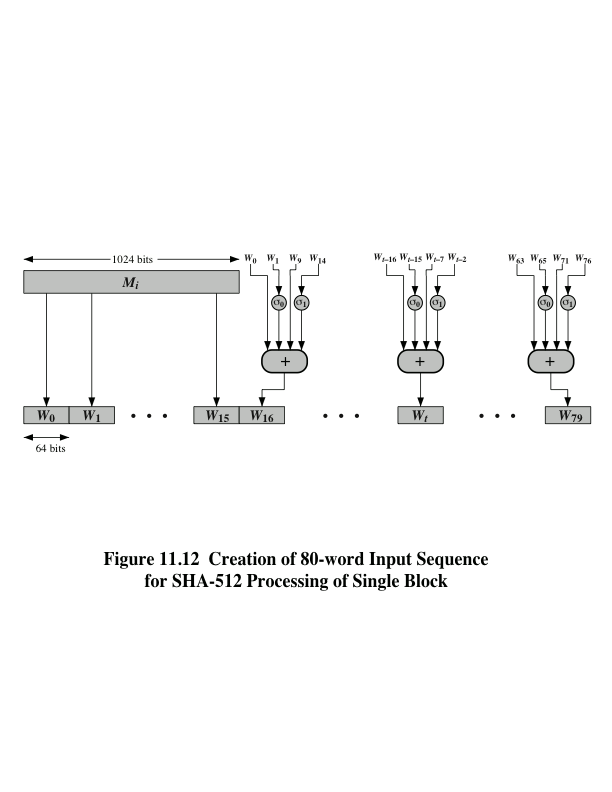 1024 bits
W0 W1 W9 W14
Wt–16 Wt–15 Wt–7 Wt–2
W63 W65 W71 W76
Mi
σ0 σ1
σ0 σ1
σ0 σ1
+
+
+
W0 W1 • • • W15 W16 • • • Wt • • • W79
64 bits
Figure 11.12 Creation of 80-word Input Sequence
for SHA-512 Processing of Single Block